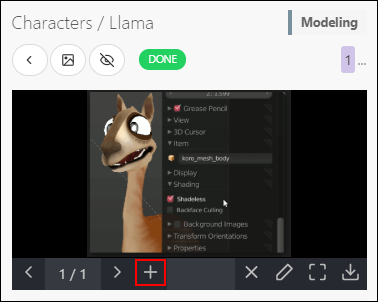 Characters / Llama
Modeling
DONE
1 ...
Grease Pencil
View
3D Cursor
Item
koro_mesh_body
Display
Shading
Shadeless
Backface Culling
Background Images
Transform Orientations
Properties
1 / 1